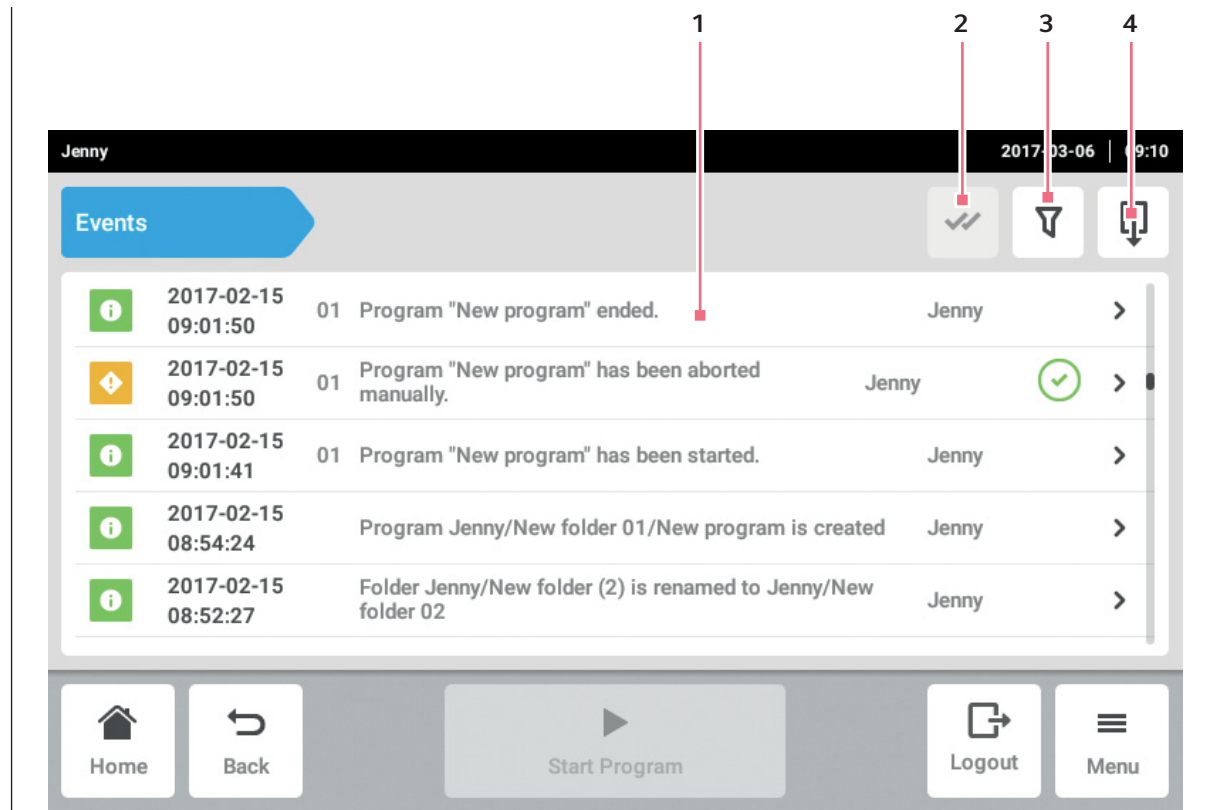 1 2 3 4
Jenny 2017-03-06 09:10
Events
2017-02-15
09:01:50
01 Program "New program" ended. Jenny
2017-02-15
09:01:50
01 Program "New program" has been aborted
manually.
Jenny
2017-02-15
09:01:41
01 Program "New program" has been started. Jenny
2017-02-15
08:54:24
Program Jenny/New folder 01/New program is created Jenny
2017-02-15
08:52:27
Folder Jenny/New folder (2) is renamed to Jenny/New
folder 02
Jenny
Home Back Start Program Logout Menu